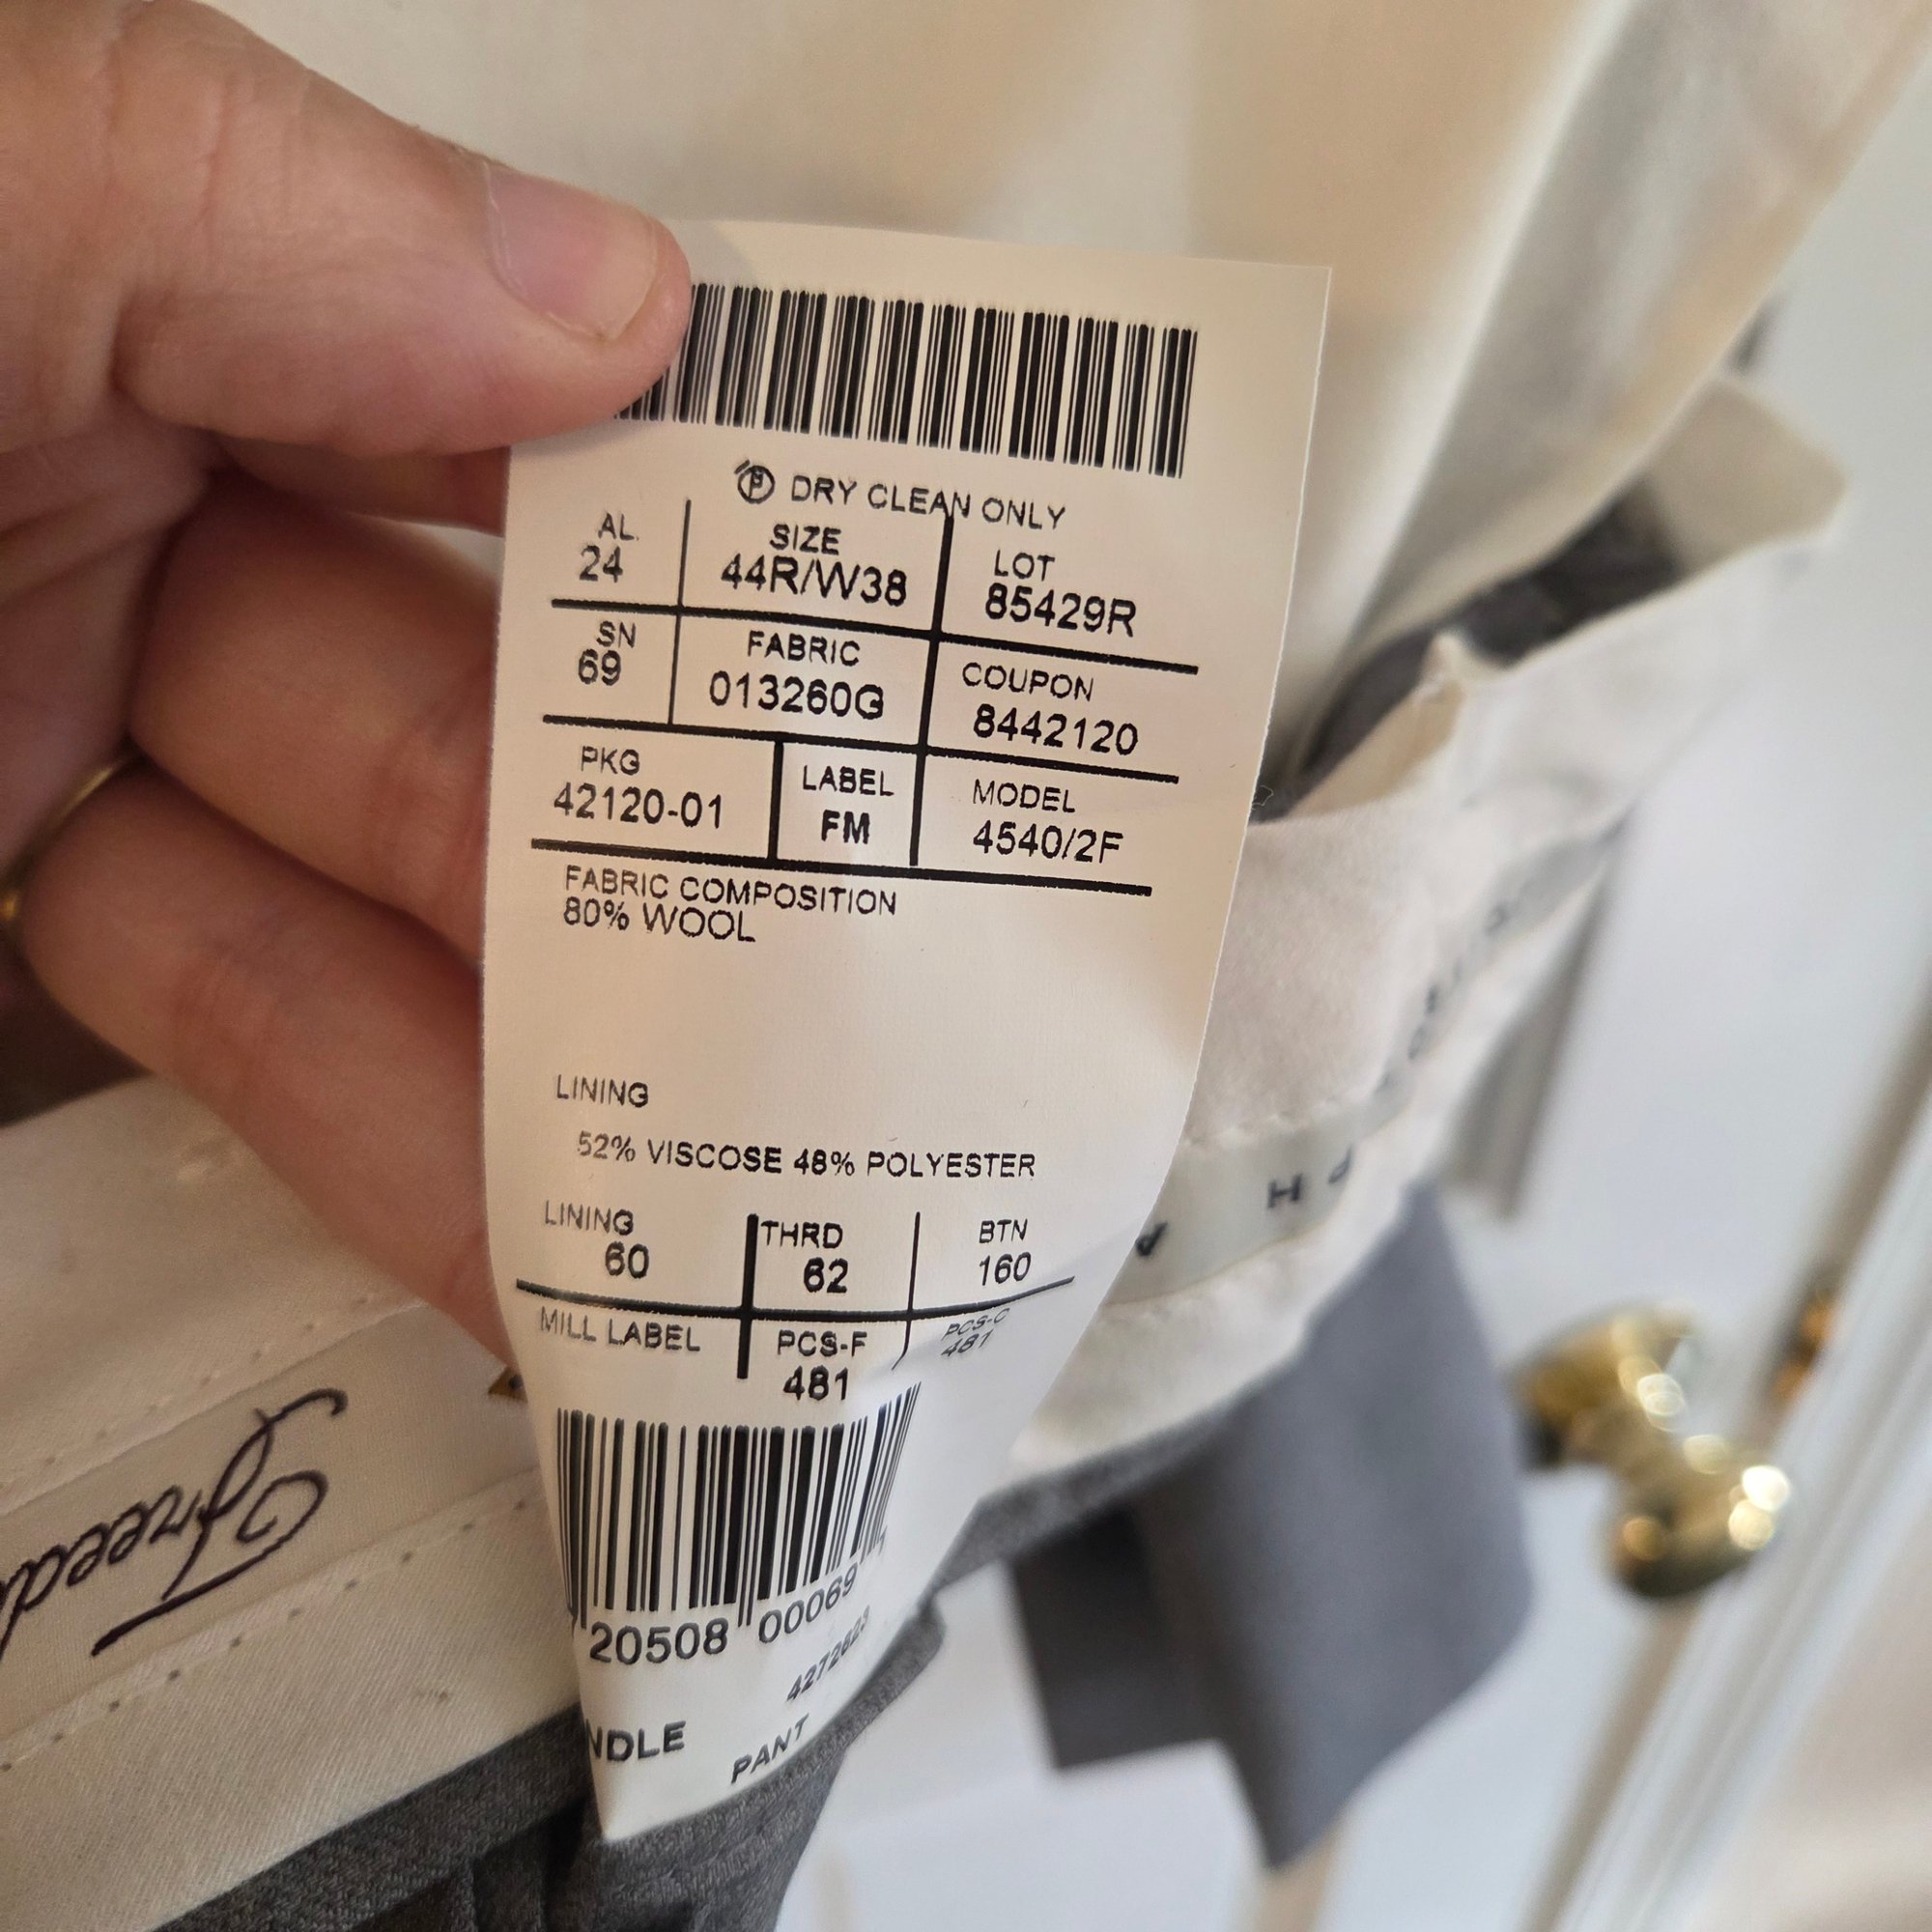 P DRY CLEAN ONLY
AL.
24
SIZE
44R/W38
LOT
85429R
SN
69
FABRIC
013260G
COUPON
8442120
PKG
42120-01
LABEL
FM
MODEL
4540/2F
FABRIC COMPOSITION
80% WOOL
LINING
52% VISCOSE 48% POLYESTER
LINING
60
THRD
62
BTN
160
MILL LABEL
PCS-F
481
PCS-C
481
20508 00069
PANT